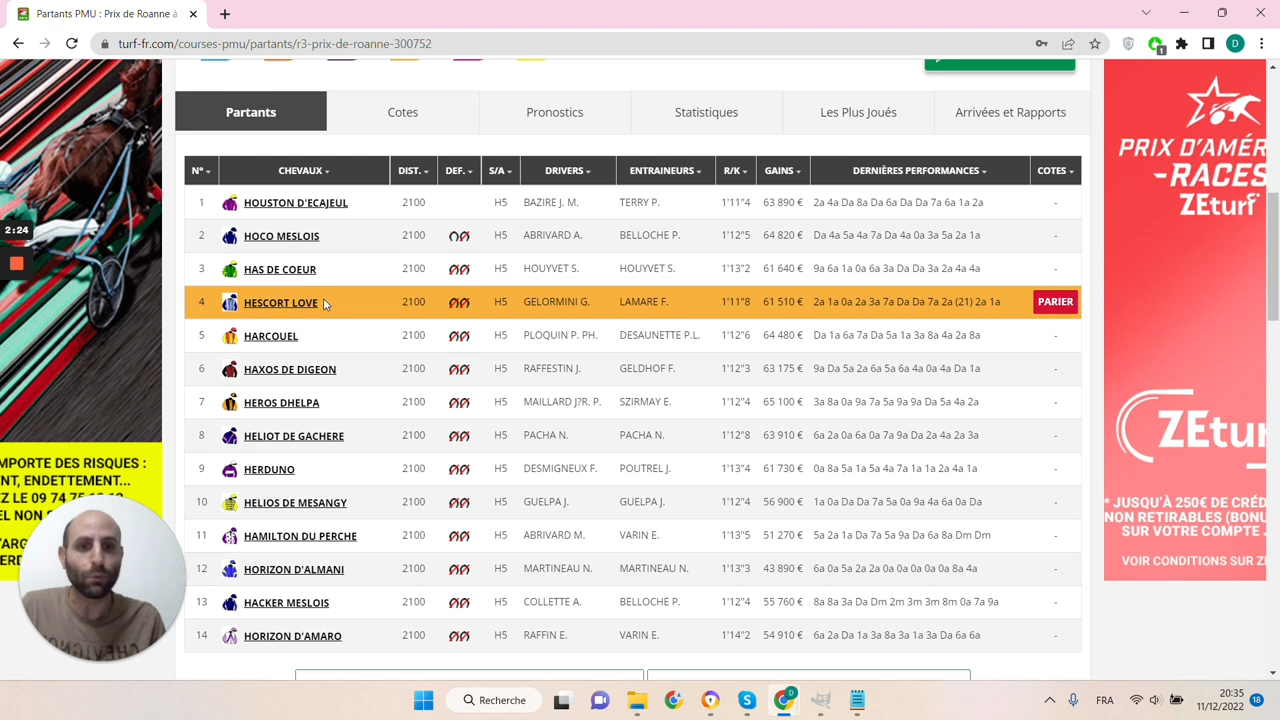 Partants PMU : Prix de Roanne à
turf-fr.com/courses-pmu/partants/r3-prix-de-roanne-300752
1
D
Partants Cotes Pronostics Statistiques Les Plus Joués Arrivées et Rapports
N° CHEVAUX DIST. DEF. S/A DRIVERS ENTRAINEURS R/K GAINS DERNIÈRES PERFORMANCES COTES
1 HOUSTON D'ECAJEUL 2100 H5 BAZIRE J. M. TERRY P. 1'11"4 63 890 € 2a 4a Da 8a Da 6a Da Da 7a 6a 1a 2a -
2 HOCO MESLOIS 2100 H5 ABRIVARD A. BELLOCHE P. 1'12"5 64 820 € Da 4a 5a 4a 7a Da 4a 0a 3a 5a 2a 1a -
3 HAS DE COEUR 2100 H5 HOUYVET S. HOUYVET S. 1'13"2 61 640 € 9a 6a 1a 0a 6a 3a Da Da 3a 2a 4a 4a -
4 HESCORT LOVE 2100 H5 GELORMINI G. LAMARE F. 1'11"8 61 510 € 2a 1a 0a 2a 3a 7a Da Da 7a 2a (21) 2a 1a PARIER
5 HARCOUEL 2100 H5 PLOQUIN P. PH. DESAUNETTE P.L. 1'12"6 64 480 € Da 1a 6a 7a Da 5a 1a 3a 8a 4a 2a 8a -
6 HAXOS DE DIGEON 2100 H5 RAFFESTIN J. GELDHOF F. 1'12"3 63 175 € 9a Da 5a 2a 6a 5a 6a 4a 0a 4a Da 1a -
7 HEROS DHELPA 2100 H5 MAILLARD J?R. P. SZIRMAY E. 1'12"4 65 100 € 3a 8a 0a 9a 7a 5a 9a 9a Da 5a 4a 2a -
8 HELIOT DE GACHERE 2100 H5 PACHA N. PACHA N. 1'12"8 63 910 € 6a 2a 0a 6a 0a 7a 9a Da 2a 4a 2a 3a -
9 HERDUNO 2100 H5 DESMIGNEUX F. POUTREL J. 1'13"4 61 730 € 0a 8a 5a 1a 5a 4a 7a 1a 1a 2a 4a 1a -
10 HELIOS DE MESANGY 2100 H5 GUELPA J. GUELPA J. 1'12"4 56 900 € 1a 0a Da Da 7a 5a 0a 9a 4a 6a 0a Da -
11 HAMILTON DU PERCHE 2100 H5 ABRIVARD M. VARIN E. 1'13"5 51 270 € 5a 2a 1a Da 7a 5a 9a Da 6a 8a Dm Dm -
12 HORIZON D'ALMANI 2100 H5 MARTINEAU N. MARTINEAU N. 1'13"3 43 890 € 6a 0a 5a 2a 2a 0a 0a 0a 0a 0a 8a 4a -
13 HACKER MESLOIS 2100 H5 COLLETTE A. BELLOCHE P. 1'12"4 55 760 € 8a 8a 3a Da Dm 2m 3m 3m 8m 0a 7a 9a -
14 HORIZON D'AMARO 2100 H5 RAFFIN E. VARIN E. 1'14"2 54 910 € 6a 2a Da 1a 3a 8a 3a 1a 3a Da 6a 6a -
2:24
MPORTE DES RISQUES :
NT, ENDETTEMENT...
CHEVIGNON
PRIX D'AMÉR
-RACES
ZEturf
ZEtur
* JUSQU'À 250€ DE CRÉD
NON RETIRABLES (BONU
SUR VOTRE COMPTE J
VOIR CONDITIONS SUR ZE
Recherche
D
FRA
20:35
11/12/2022
18